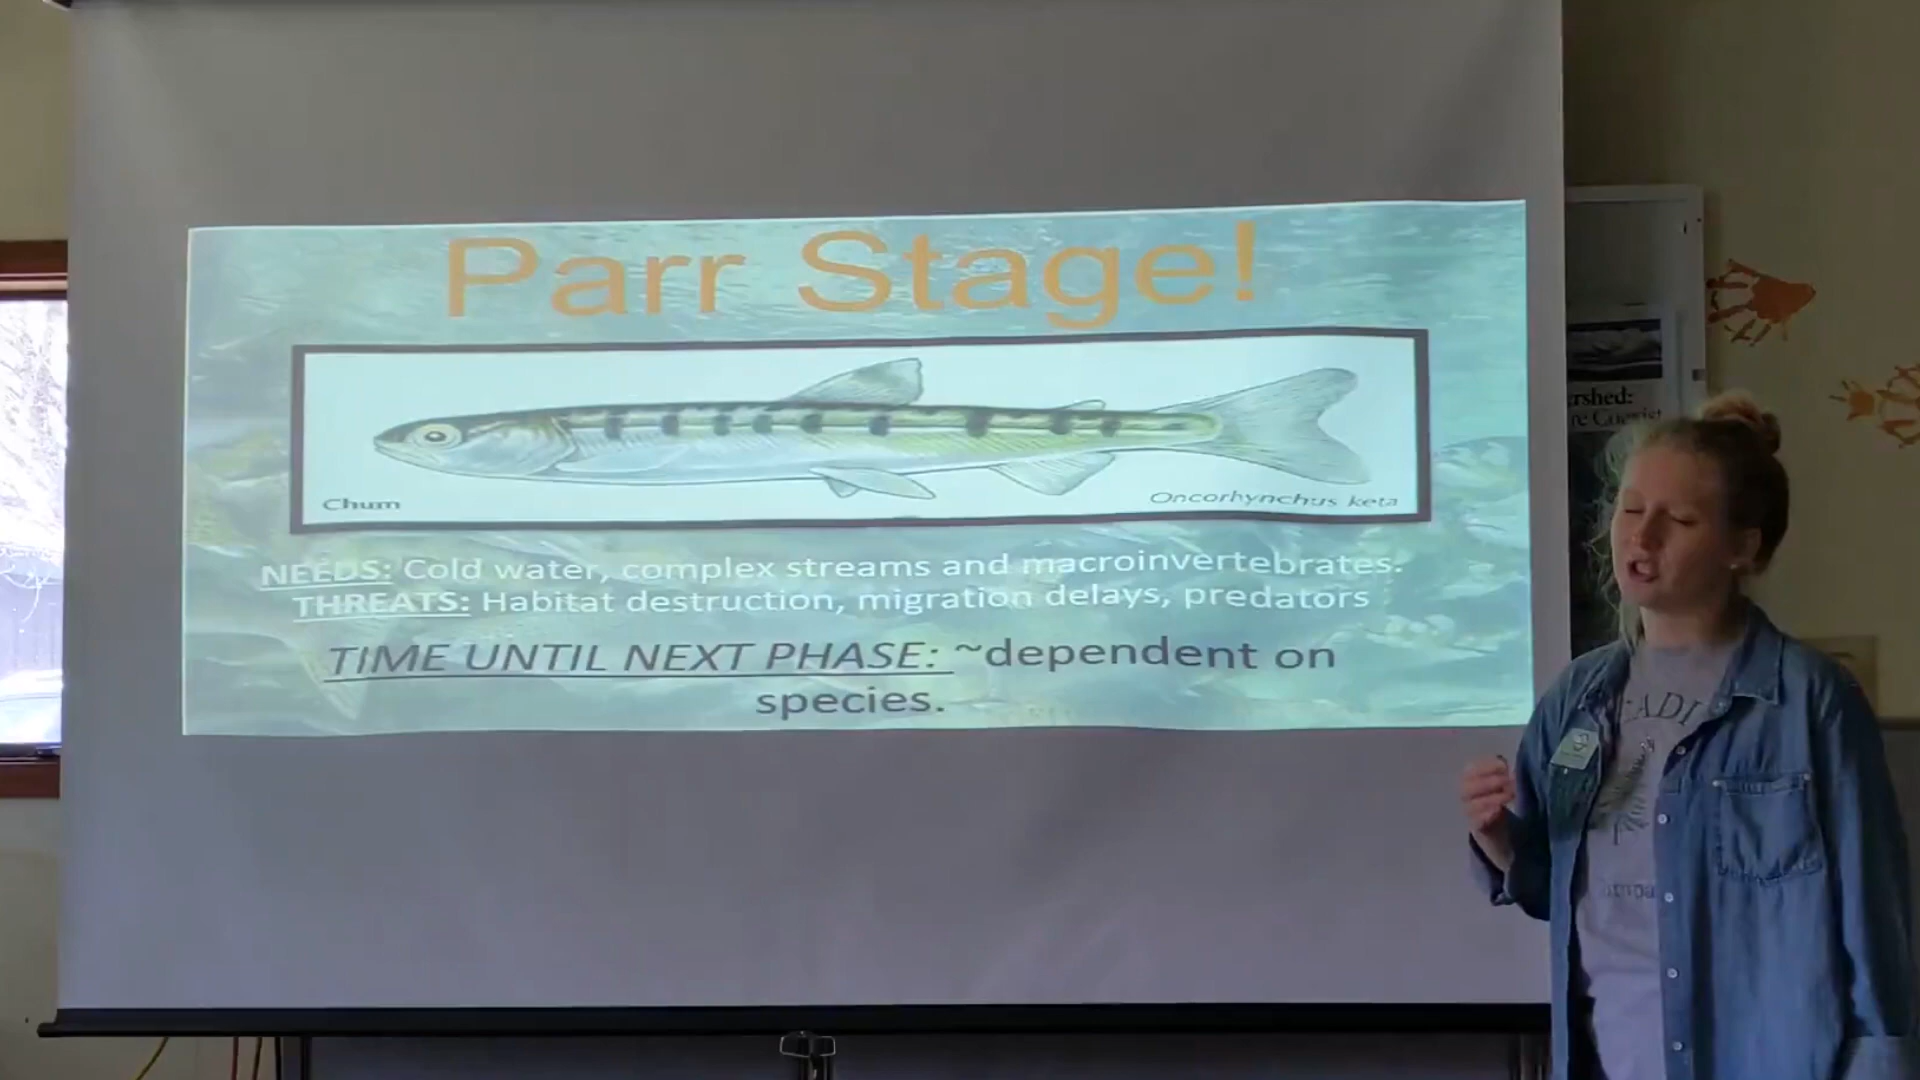 Parr Stage!
Chum
Oncorhynchus keta
NEEDS: Cold water, complex streams and macroinvertebrates.
THREATS: Habitat destruction, migration delays, predators
TIME UNTIL NEXT PHASE: ~dependent on
species.